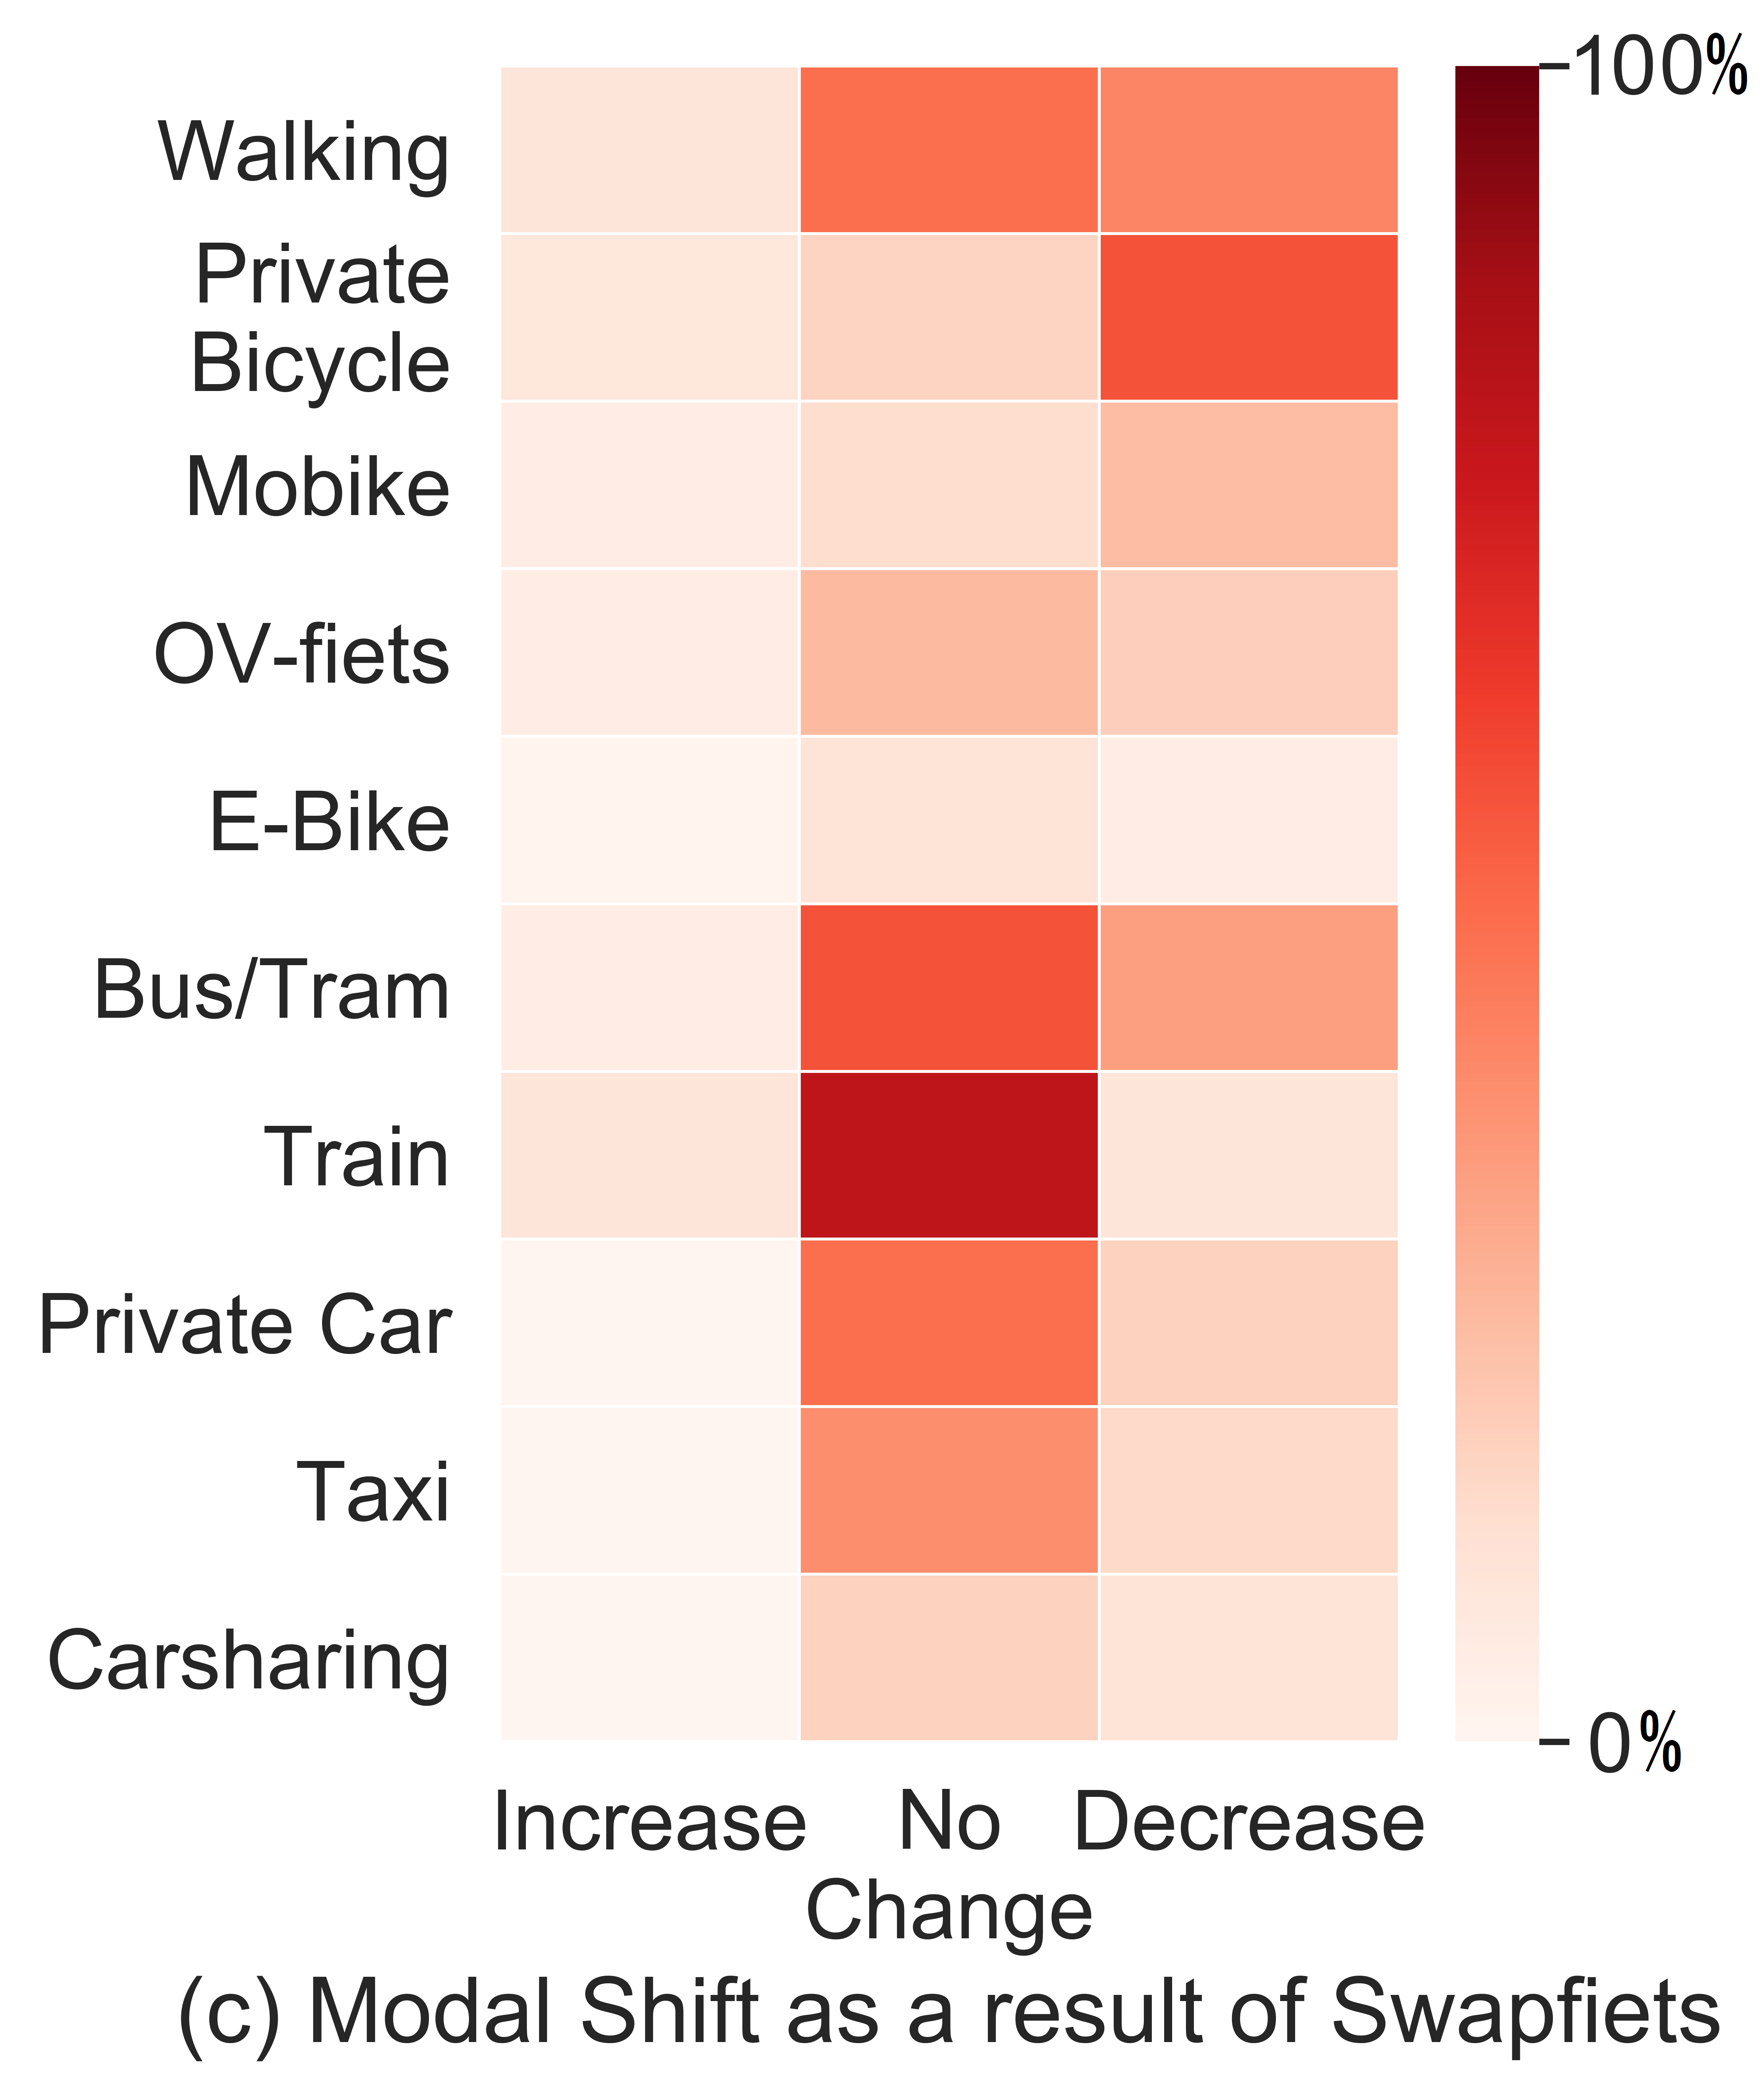 100%
Walking
Private
Bicycle
Mobike
OV-fiets
E-Bike
Bus/Tram
Train
Private Car
Taxi
Carsharing
0%
Increase No Decrease
Change
(c) Modal Shift as a result of Swapfiets